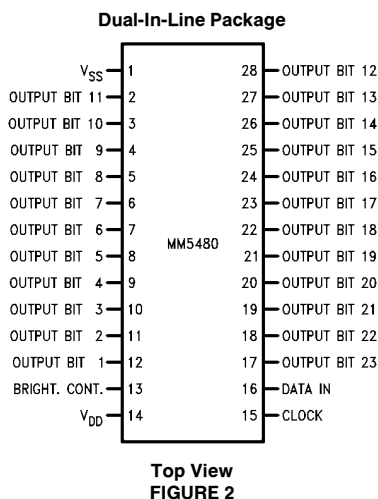 Dual-In-Line Package
VSS 1 28 OUTPUT BIT 12
OUTPUT BIT 11 2 27 OUTPUT BIT 13
OUTPUT BIT 10 3 26 OUTPUT BIT 14
OUTPUT BIT 9 4 25 OUTPUT BIT 15
OUTPUT BIT 8 5 24 OUTPUT BIT 16
OUTPUT BIT 7 6 23 OUTPUT BIT 17
OUTPUT BIT 6 7 22 OUTPUT BIT 18
MM5480
OUTPUT BIT 5 8 21 OUTPUT BIT 19
OUTPUT BIT 4 9 20 OUTPUT BIT 20
OUTPUT BIT 3 10 19 OUTPUT BIT 21
OUTPUT BIT 2 11 18 OUTPUT BIT 22
OUTPUT BIT 1 12 17 OUTPUT BIT 23
BRIGHT. CONT. 13 16 DATA IN
VDD 14 15 CLOCK
Top View
FIGURE 2